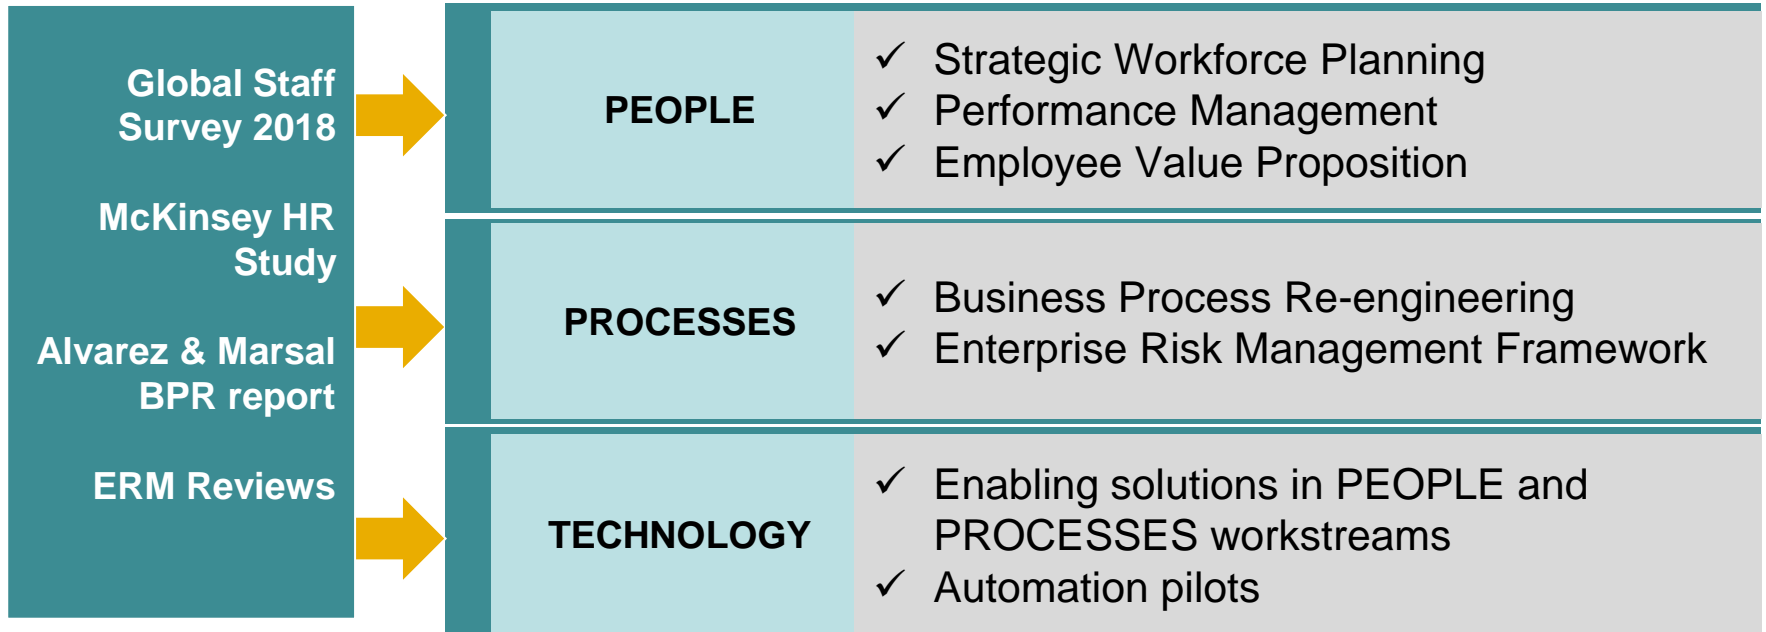 Global Staff
Survey 2018
McKinsey HR
Study
Alvarez & Marsal
BPR report
ERM Reviews
PEOPLE
✓ Strategic Workforce Planning
✓ Performance Management
✓ Employee Value Proposition
PROCESSES
✓ Business Process Re-engineering
✓ Enterprise Risk Management Framework
TECHNOLOGY
✓ Enabling solutions in PEOPLE and
PROCESSES workstreams
✓ Automation pilots